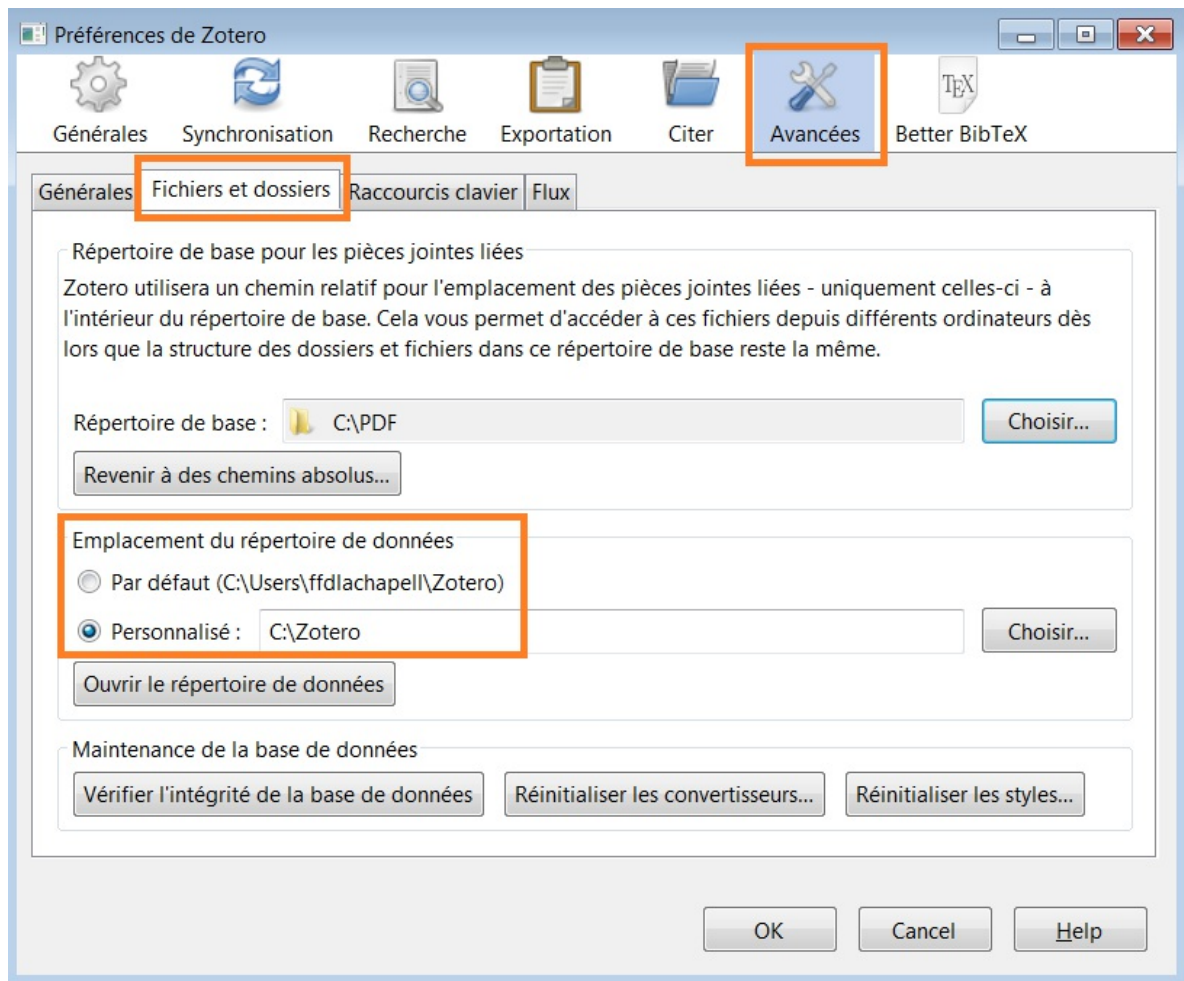 Préférences de Zotero
TEX
Générales Synchronisation Recherche Exportation Citer Avancées Better BibTeX
Générales Fichiers et dossiers Raccourcis clavier Flux
Répertoire de base pour les pièces jointes liées
Zotero utilisera un chemin relatif pour l'emplacement des pièces jointes liées - uniquement celles-ci - à
l'intérieur du répertoire de base. Cela vous permet d'accéder à ces fichiers depuis différents ordinateurs dès
lors que la structure des dossiers et fichiers dans ce répertoire de base reste la même.
Répertoire de base : C:\PDF Choisir...
Revenir à des chemins absolus...
Emplacement du répertoire de données
Par défaut (C:\Users\ffdlachapell\Zotero)
Personnalisé : C:\Zotero Choisir...
Ouvrir le répertoire de données
Maintenance de la base de données
Vérifier l'intégrité de la base de données Réinitialiser les convertisseurs... Réinitialiser les styles...
OK Cancel Help